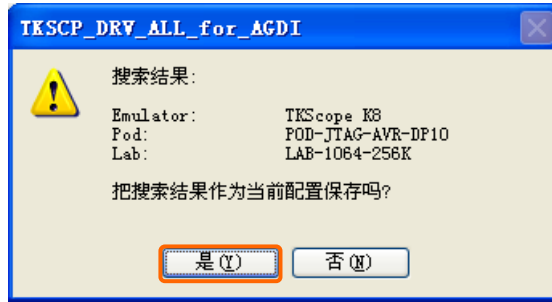 TKSCP_DRV_ALL_for_AGDI
搜索结果:
Emulator: TKScope K8
Pod: POD-JTAG-AVR-DP10
Lab: LAB-1064-256K
把搜索结果作为当前配置保存吗?
是(Y) 否(N)